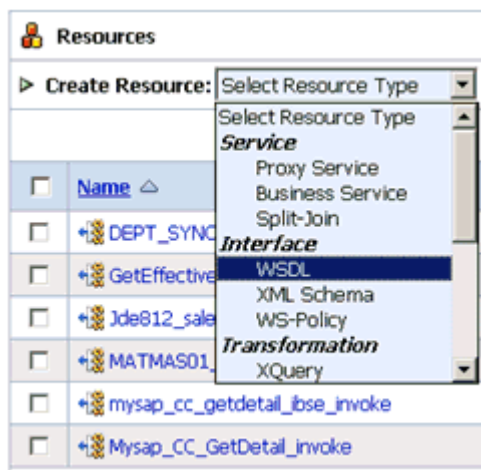 Resources
Create Resource: Select Resource Type
Select Resource Type
Service
Proxy Service
Business Service
Split-Join
Interface
WSDL
XML Schema
WS-Policy
Transformation
XQuery
Name
DEPT_SYNC
GetEffective
Jde812_sale
MATMAS01_
mysap_cc_getdetail_ibse_invoke
Mysap_CC_GetDetail_invoke